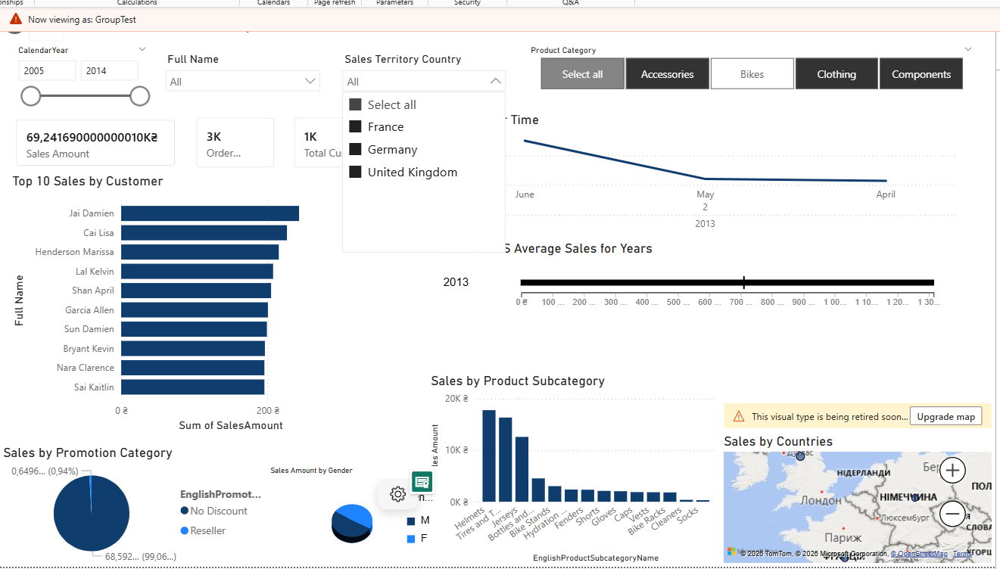 Calculations
Calendars
Page refresh
Parameters
Security
Q&A
Now viewing as: GroupTest
CalendarYear
2005
2014
Full Name
All
Sales Territory Country
All
Select all
France
Germany
United Kingdom
Product Category
Select all
Accessories
Bikes
Clothing
Components
69,241690000000010K₴
Sales Amount
3K
Order...
1K
Total Cu
Time
June
May
April
2
2013
Top 10 Sales by Customer
Full Name
Jai Damien
Cai Lisa
Henderson Marissa
Lal Kelvin
Shan April
Garcia Allen
Sun Damien
Bryant Kevin
Nara Clarence
Sai Kaitlin
0 ₴
200 ₴
Sum of SalesAmount
S Average Sales for Years
2013
0 ₴ 100 ... 200 ... 300 ... 400 ... 500 ... 600 ... 700 ... 800 ... 900 ... 1 00... 1 10... 1 20... 1 30...
Sales by Promotion Category
0,6496... (0,94%)
68,592... (99,06...)
EnglishPromot...
No Discount
Reseller
Sales Amount by Gender
n...
M
F
Sales by Product Subcategory
les Amount
20K ₴
10K ₴
0K ₴
Helmets
Tires and T...
Jerseys
Bottles and...
Bike Stands
Hydration ...
Fenders
Shorts
Gloves
Caps
Vests
Bike Racks
Cleaners
Socks
EnglishProductSubcategoryName
This visual type is being retired soon...
Upgrade map
Sales by Countries
НІДЕРЛАНДИ
Лондон
НІМЕЧЧИНА
Люксембург
Париж
© 2026 TomTom, © 2026 Microsoft Corporation, © OpenStreetMap Terms